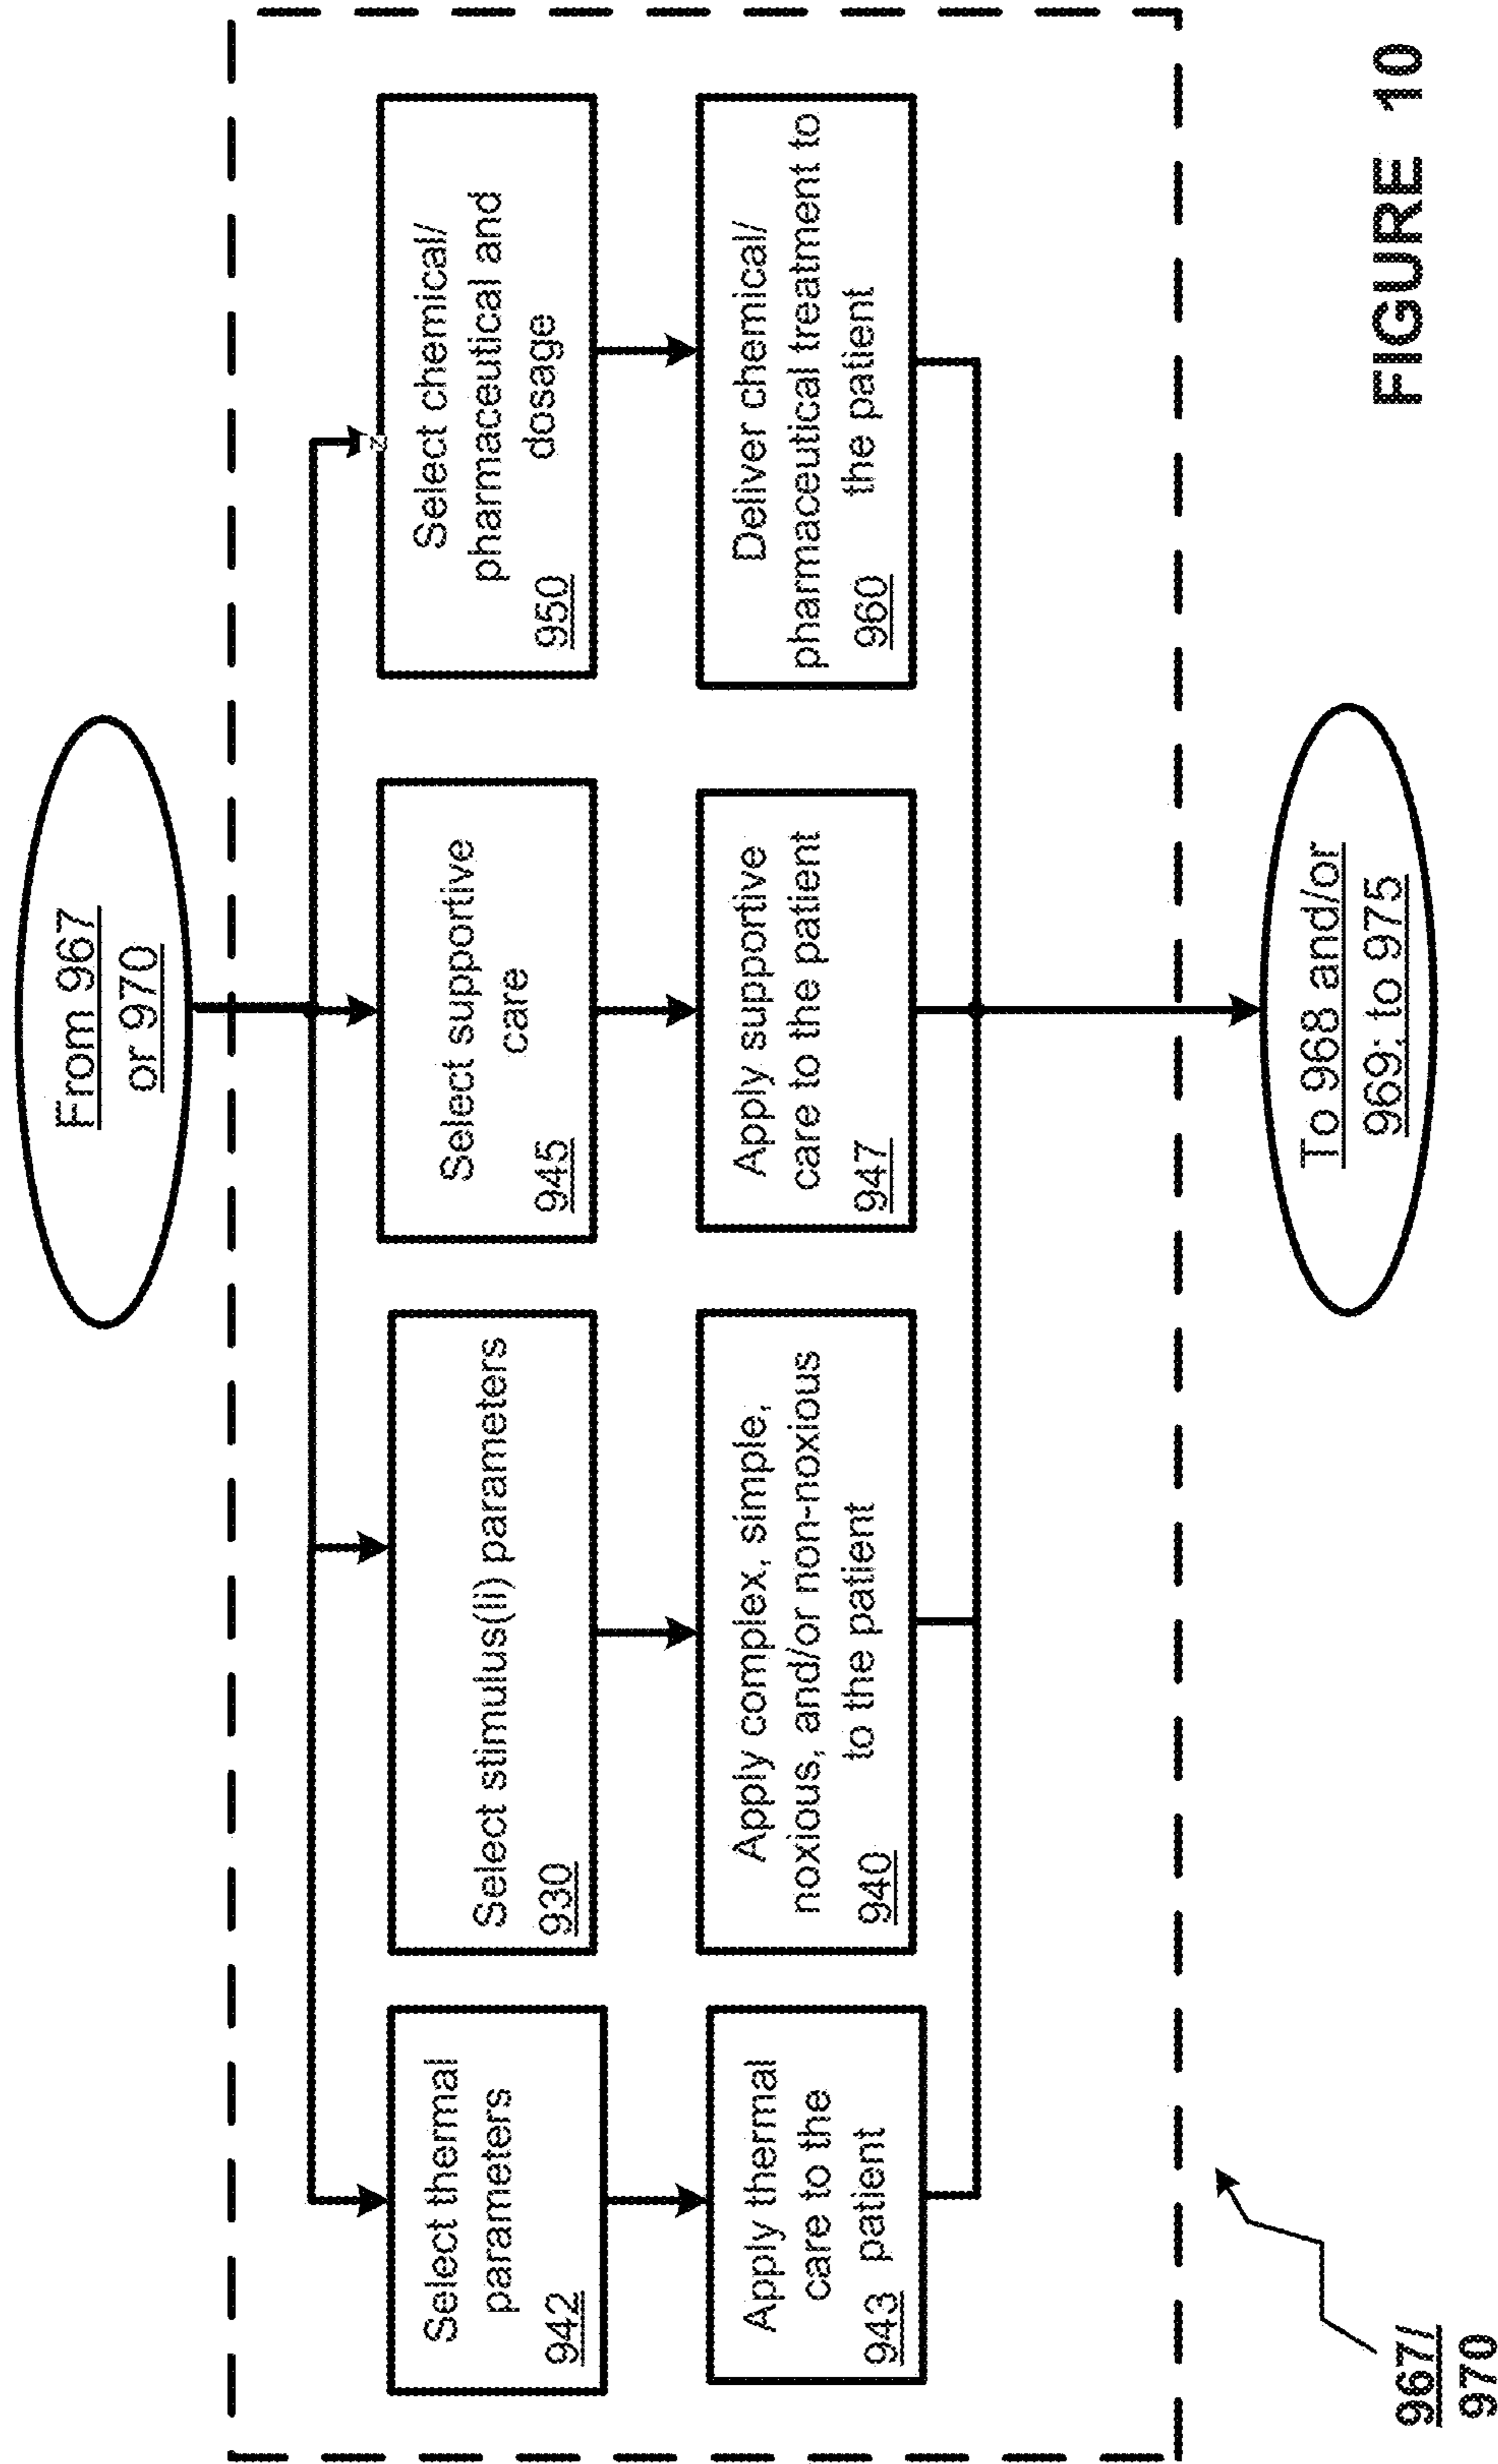 From 967
or 970
Select thermal
parameters
942
Select stimulus(li) parameters
930
Select supportive
care
945
Select chemical/
pharmaceutical and
dosage
950
Apply thermal
care to the
943 patient
Apply complex, simple,
noxious, and/or non-noxious
to the patient
940
Apply supportive
care to the patient
947
Deliver chemical/
pharmaceutical treatment to
the patient
960
To 968 and/or
969; to 975
967/
970
FIGURE 10